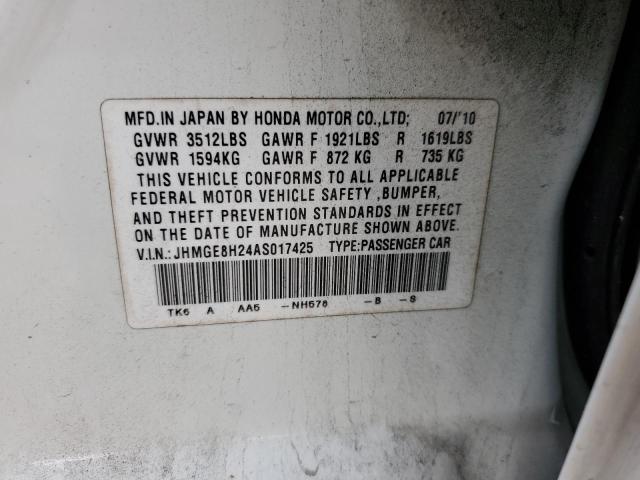 MFD.IN JAPAN BY HONDA MOTOR CO.,LTD; 07/'10
GVWR 3512LBS GAWR F 1921LBS R 1619LBS
GVWR 1594KG GAWR F 872 KG R 735 KG
THIS VEHICLE CONFORMS TO ALL APPLICABLE
FEDERAL MOTOR VEHICLE SAFETY ,BUMPER,
AND THEFT PREVENTION STANDARDS IN EFFECT
ON THE DATE OF MANUFACTURE SHOWN ABOVE.
V.I.N.: JHMGE8H24AS017425 TYPE:PASSENGER CAR
TK6 A AA5 -NH578 -B -S